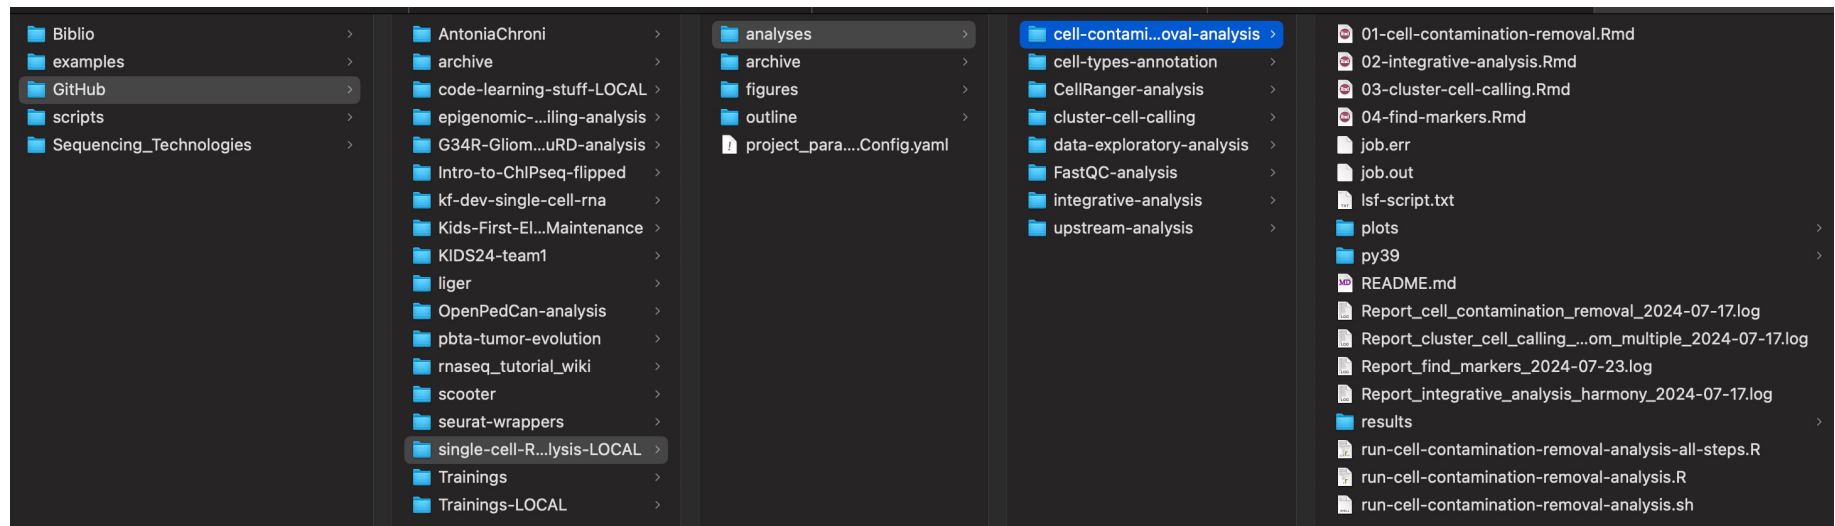 Biblio
examples
GitHub
scripts
Sequencing_Technologies
AntoniaChroni
archive
code-learning-stuff-LOCAL
epigenomic-...iling-analysis
G34R-Gliom...uRD-analysis
Intro-to-ChIPseq-flipped
kf-dev-single-cell-rna
Kids-First-El...Maintenance
KIDS24-team1
liger
OpenPedCan-analysis
pbta-tumor-evolution
rnaseq_tutorial_wiki
scooter
seurat-wrappers
single-cell-R...lysis-LOCAL
Trainings
Trainings-LOCAL
analyses
archive
figures
outline
project_para....Config.yaml
cell-contami...oval-analysis
cell-types-annotation
CellRanger-analysis
cluster-cell-calling
data-exploratory-analysis
FastQC-analysis
integrative-analysis
upstream-analysis
01-cell-contamination-removal.Rmd
02-integrative-analysis.Rmd
03-cluster-cell-calling.Rmd
04-find-markers.Rmd
job.err
job.out
lsf-script.txt
plots
py39
README.md
Report_cell_contamination_removal_2024-07-17.log
Report_cluster_cell_calling_...om_multiple_2024-07-17.log
Report_find_markers_2024-07-23.log
Report_integrative_analysis_harmony_2024-07-17.log
results
run-cell-contamination-removal-analysis-all-steps.R
run-cell-contamination-removal-analysis.R
run-cell-contamination-removal-analysis.sh